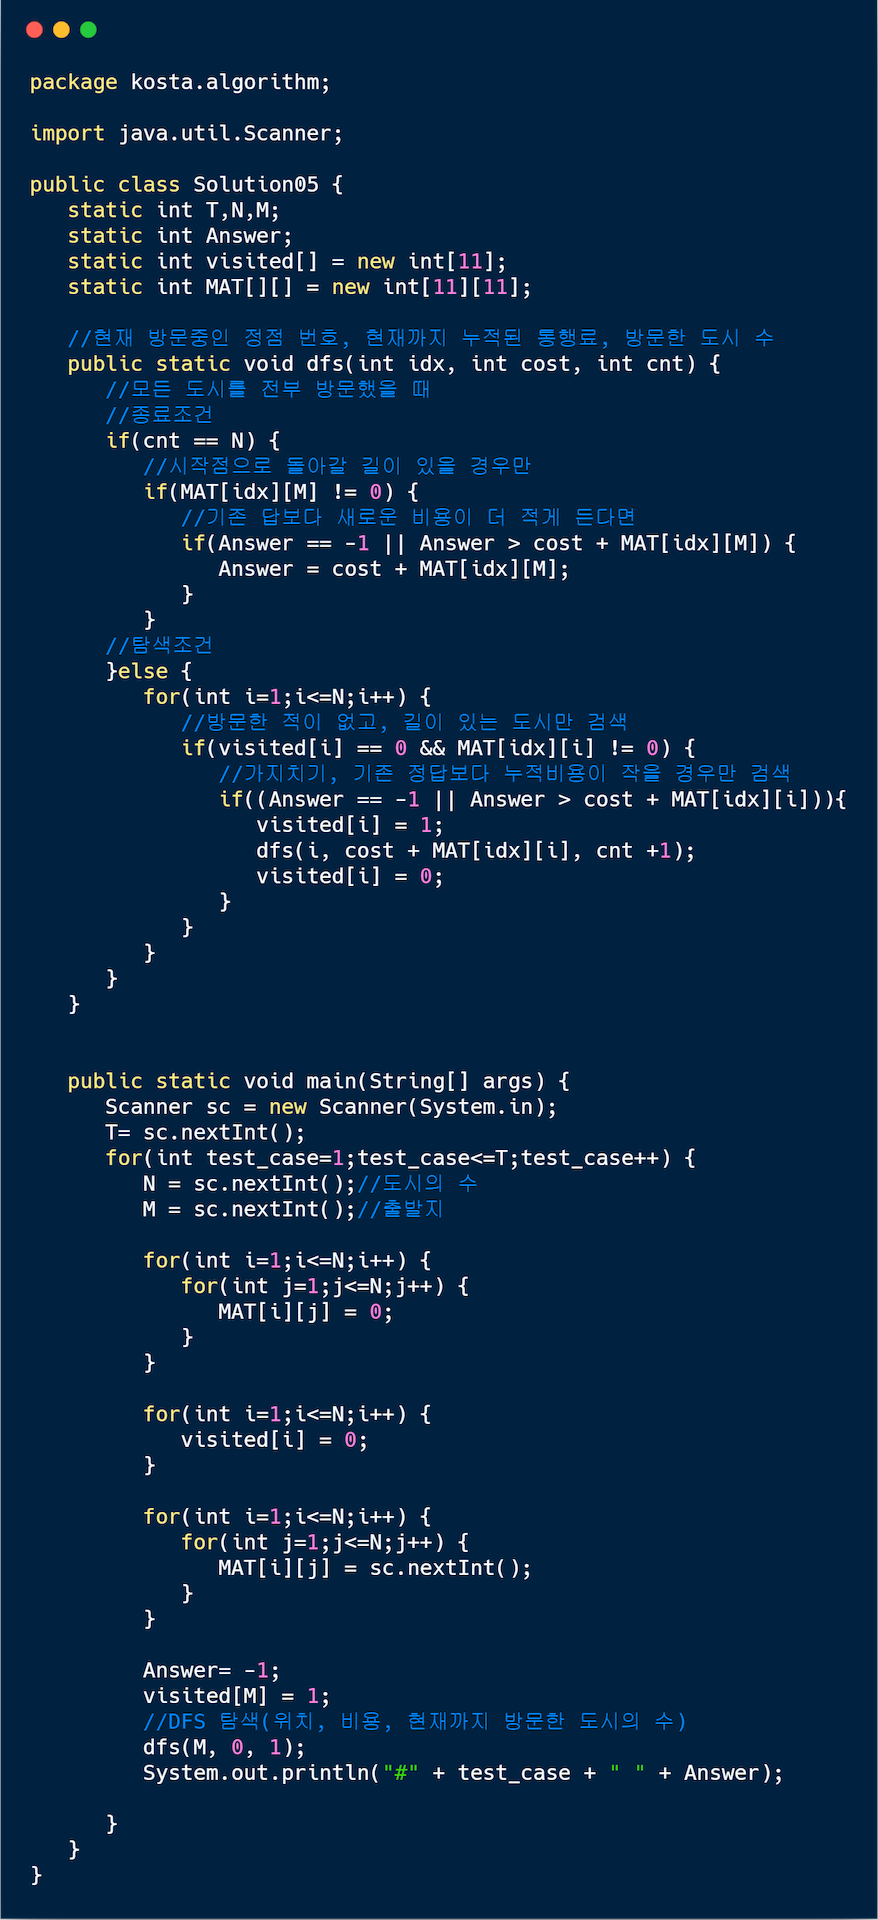 package kosta.algorithm;
import java.util.Scanner;
public class Solution05 {
static int T,N,M;
static int Answer;
static int visited[] = new int[11];
static int MAT[][] = new int[11][11];
//현재 방문중인 정점 번호, 현재까지 누적된 통행료, 방문한 도시 수
public static void dfs(int idx, int cost, int cnt) {
//모든 도시를 전부 방문했을 때
//종료조건
if(cnt == N) {
//시작점으로 돌아갈 길이 있을 경우만
if(MAT[idx][M] != 0) {
//기존 답보다 새로운 비용이 더 적게 든다면
if(Answer == -1 || Answer > cost + MAT[idx][M]) {
Answer = cost + MAT[idx][M];
}
}
//탐색조건
}else {
for(int i=1;i<=N;i++) {
//방문한 적이 없고, 길이 있는 도시만 검색
if(visited[i] == 0 && MAT[idx][i] != 0) {
//가지치기, 기존 정답보다 누적비용이 작을 경우만 검색
if((Answer == -1 || Answer > cost + MAT[idx][i])){
visited[i] = 1;
dfs(i, cost + MAT[idx][i], cnt +1);
visited[i] = 0;
}
}
}
}
}
public static void main(String[] args) {
Scanner sc = new Scanner(System.in);
T= sc.nextInt();
for(int test_case=1;test_case<=T;test_case++) {
N = sc.nextInt();//도시의 수
M = sc.nextInt();//출발지
for(int i=1;i<=N;i++) {
for(int j=1;j<=N;j++) {
MAT[i][j] = 0;
}
}
for(int i=1;i<=N;i++) {
visited[i] = 0;
}
for(int i=1;i<=N;i++) {
for(int j=1;j<=N;j++) {
MAT[i][j] = sc.nextInt();
}
}
Answer= -1;
visited[M] = 1;
//DFS 탐색(위치, 비용, 현재까지 방문한 도시의 수)
dfs(M, 0, 1);
System.out.println("#" + test_case + " " + Answer);
}
}
}